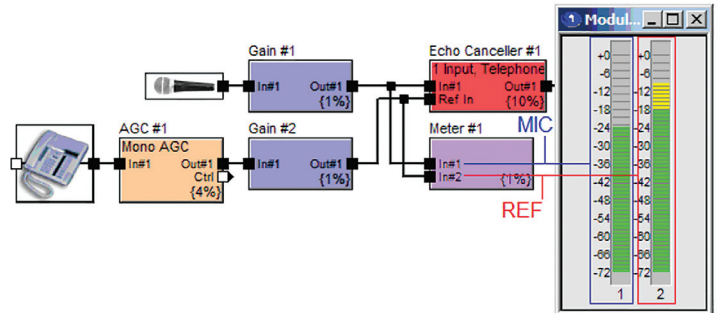 Gain #1
In#1 Out#1
{1%}
Echo Canceller #1
1 Input, Telephone
In#1 Out#1
Ref In
{10%}
AGC #1
Mono AGC
In#1 Out#1
Ctrl
{4%}
Gain #2
In#1 Out#1
{1%}
Meter #1
In#1
In#2
{1%}
MIC
REF
1 Modul...
+0 +0
-6 -6
-12 -12
-18 -18
-24 -24
-30 -30
-36 -36
-42 -42
-48 -48
-54 -54
-60 -60
-66 -66
-72 -72
1 2